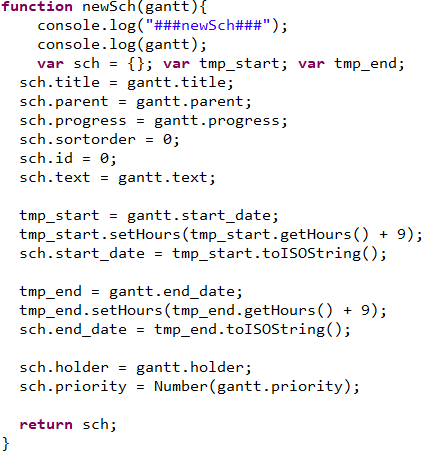 function newSch(gantt){
    console.log("###newSch###");
    console.log(gantt);
    var sch = {}; var tmp_start; var tmp_end;
  sch.title = gantt.title;
  sch.parent = gantt.parent;
  sch.progress = gantt.progress;
  sch.sortorder = 0;
  sch.id = 0;
  sch.text = gantt.text;

  tmp_start = gantt.start_date;
  tmp_start.setHours(tmp_start.getHours() + 9);
  sch.start_date = tmp_start.toISOString();

  tmp_end = gantt.end_date;
  tmp_end.setHours(tmp_end.getHours() + 9);
  sch.end_date = tmp_end.toISOString();

  sch.holder = gantt.holder;
  sch.priority = Number(gantt.priority);

  return sch;
}